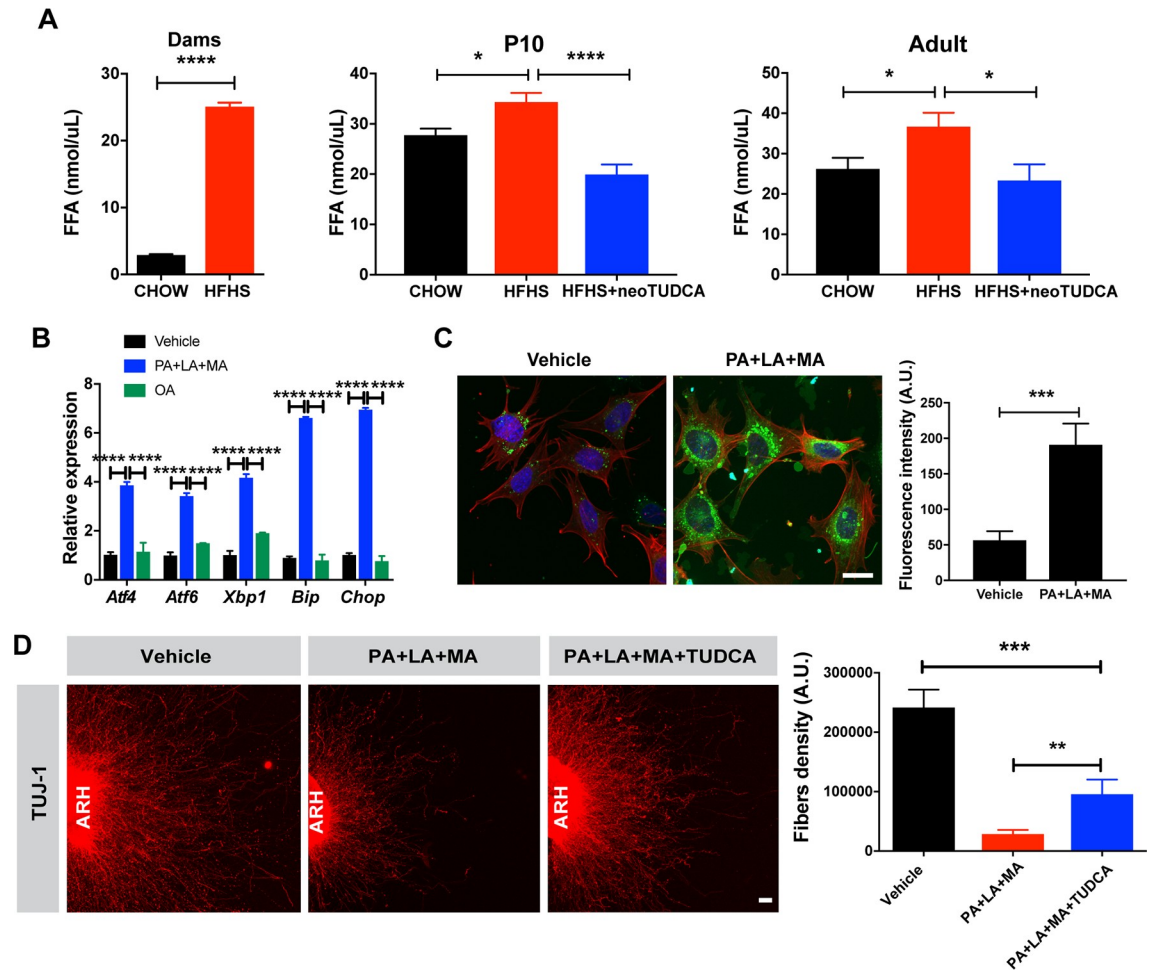 A
Dams
****
FFA (nmol/uL)
30
20
10
0
CHOW HFHS
P10
* ****
FFA (nmol/uL)
40
30
20
10
0
CHOW HFHS HFHS+neoTUDCA
Adult
* *
FFA (nmol/uL)
50
40
30
20
10
0
CHOW HFHS HFHS+neoTUDCA
B
Vehicle
PA+LA+MA
OA
Relative expression
8
6
4
2
0
**** ****
**** ****
**** ****
**** ****
**** ****
Atf4 Atf6 Xbp1 Bip Chop
C
Vehicle PA+LA+MA
Fluorescence intensity (A.U.)
250
200
150
100
50
0
***
Vehicle PA+LA+MA
D
Vehicle PA+LA+MA PA+LA+MA+TUDCA
TUJ-1
ARH ARH ARH
Fibers density (A.U.)
300000
200000
100000
0
***
**
Vehicle
PA+LA+MA
PA+LA+MA+TUDCA